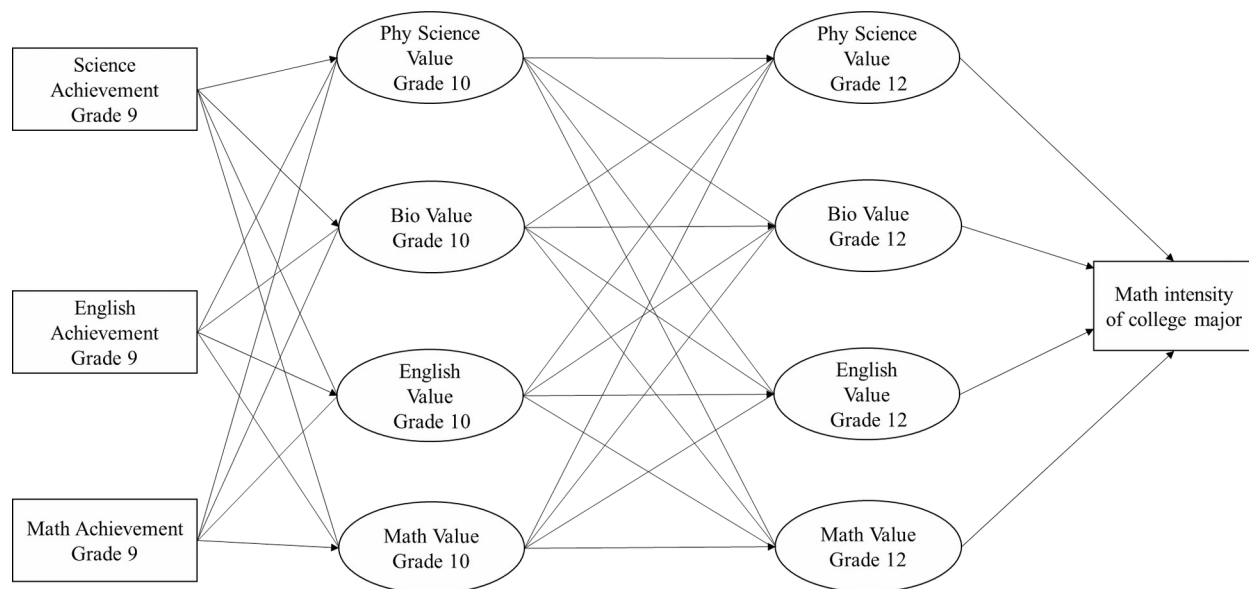 Science
Achievement
Grade 9
English
Achievement
Grade 9
Math Achievement
Grade 9
Phy Science
Value
Grade 10
Bio Value
Grade 10
English
Value
Grade 10
Math Value
Grade 10
Phy Science
Value
Grade 12
Bio Value
Grade 12
English
Value
Grade 12
Math Value
Grade 12
Math intensity
of college major